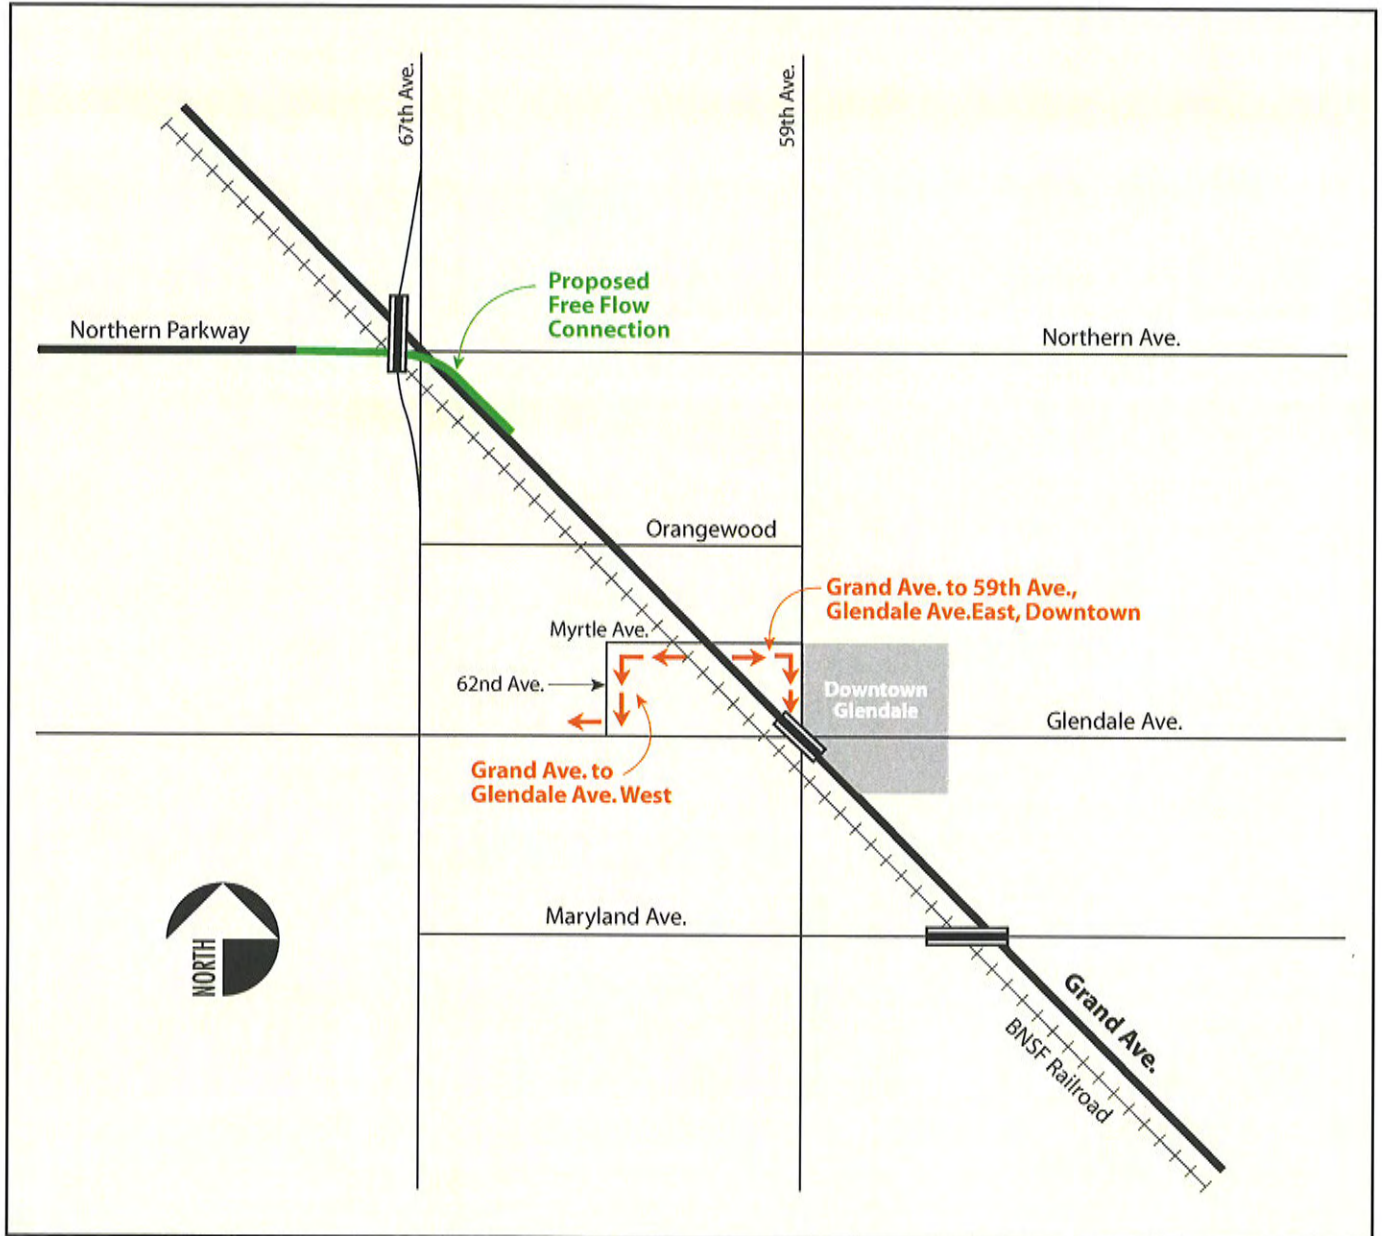 67th Ave.
59th Ave.
Proposed
Free Flow
Connection
Northern Parkway
Northern Ave.
Orangewood
Grand Ave. to 59th Ave.,
Glendale Ave.East, Downtown
Myrtle Ave.
62nd Ave.
Downtown
Glendale
Glendale Ave.
Grand Ave. to
Glendale Ave. West
Maryland Ave.
NORTH
Grand Ave.
BNSF Railroad